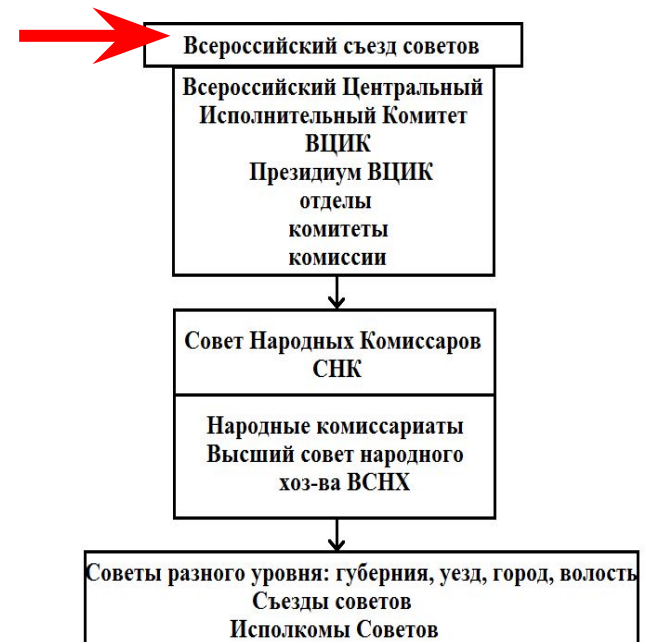 Всероссийский съезд советов
Всероссийский Центральный
Исполнительный Комитет
ВЦИК
Президиум ВЦИК
отделы
комитеты
комиссии
Совет Народных Комиссаров
СНК
Народные комиссариаты
Высший совет народного
хоз-ва ВСНХ
Советы разного уровня: губерния, уезд, город, волость
Съезды советов
Исполкомы Советов